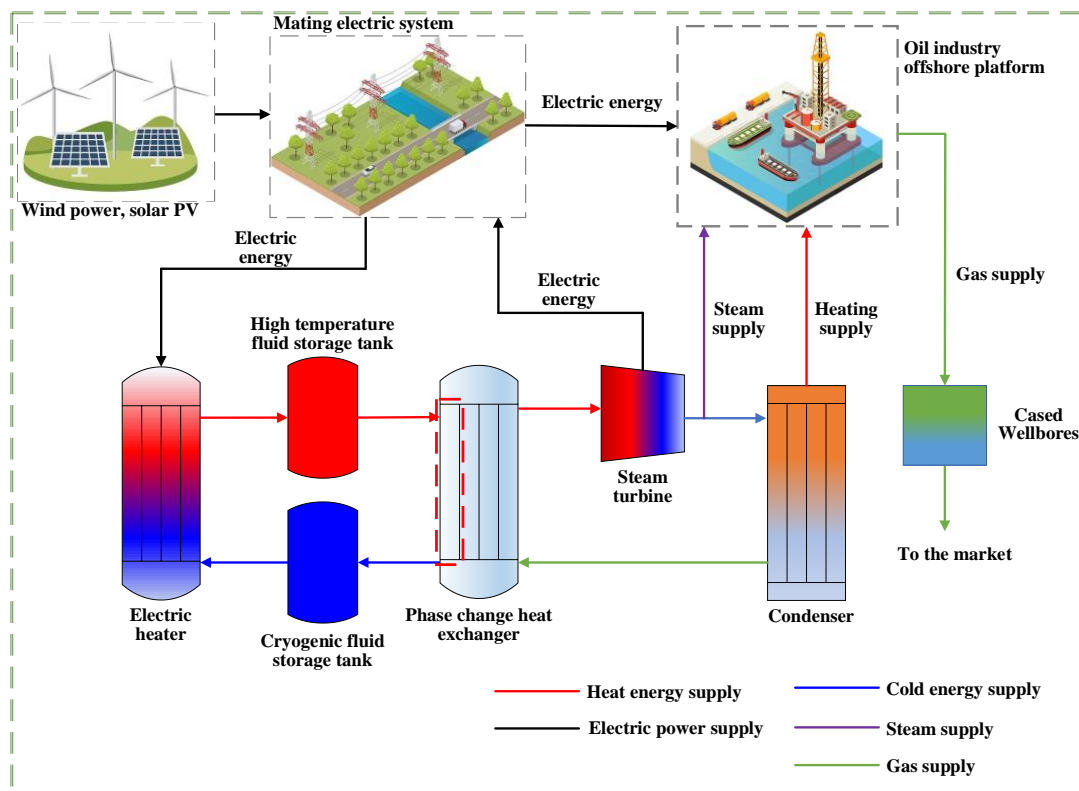 Mating electric system
Oil industry
offshore platform
Electric energy
Wind power, solar PV
Electric
energy
Electric
energy
Gas supply
Steam
supply
Heating
supply
High temperature
fluid storage tank
Cased
Wellbores
Steam
turbine
To the market
Electric
heater
Phase change heat
exchanger
Condenser
Cryogenic fluid
storage tank
Heat energy supply
Cold energy supply
Electric power supply
Steam supply
Gas supply